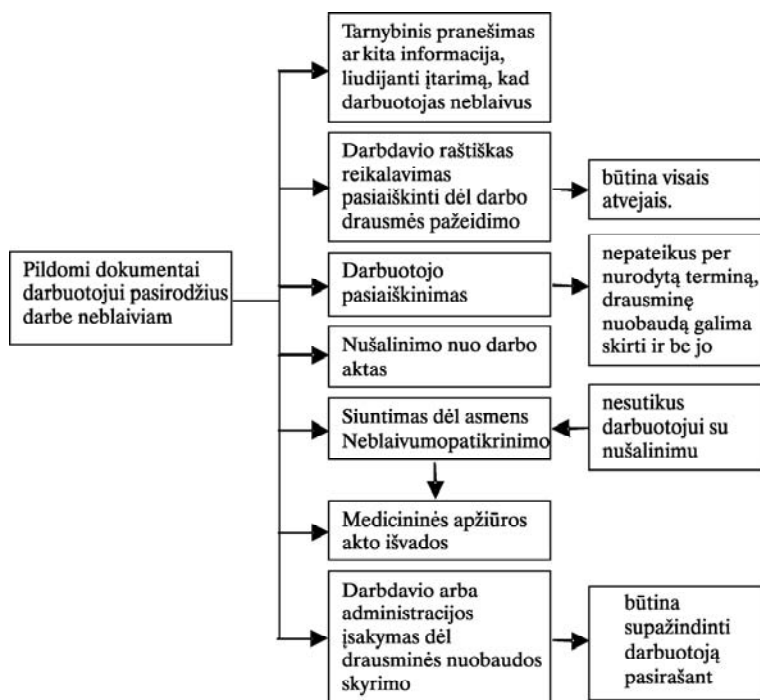 Tarnybinis pranešimas
ar kita informacija,
liudijanti įtarimą, kad
darbuotojas neblaivus
Darbdavio raštiškas
reikalavimas
pasiaiškinti dėl darbo
drausmės pažeidimo
būtina visais
atvejais.
Pildomi dokumentai
darbuotojui pasirodžius
darbe neblaiviam
Darbuotojo
pasiaiškinimas
nepateikus per
nurodytą terminą,
drausminę
nuobaudą galima
skirti ir bc jo
Nušalinimo nuo darbo
aktas
Siuntimas dėl asmens
Neblaivumopatikrinimo
nesutikus
darbuotojui su
nušalinimu
Medicininės apžiūros
akto išvados
Darbdavio arba
administracijos
įsakymas dėl
drausminės nuobaudos
skyrimo
būtina
supažindinti
darbuotoją
pasirašant